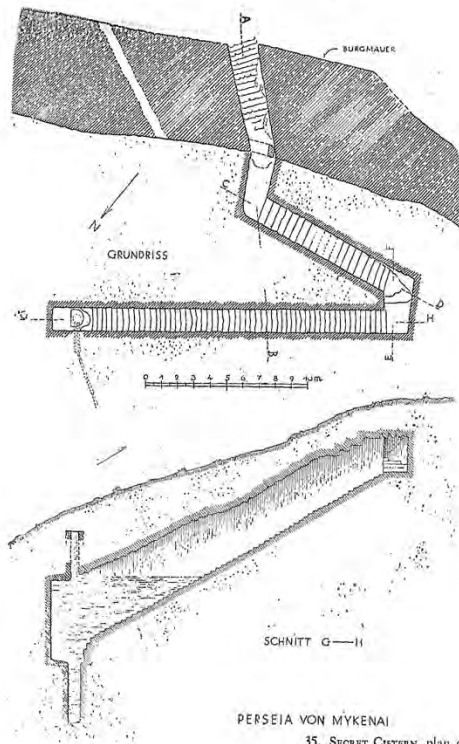 A
BURGMAUER
C
N
GRUNDRISS
F
D
G
H
B
E
0 1 2 3 4 5 6 7 8 9 10m
SCHNITT G—H
PERSEIA VON MYKENAI
35. SECRET CISTERN, plan